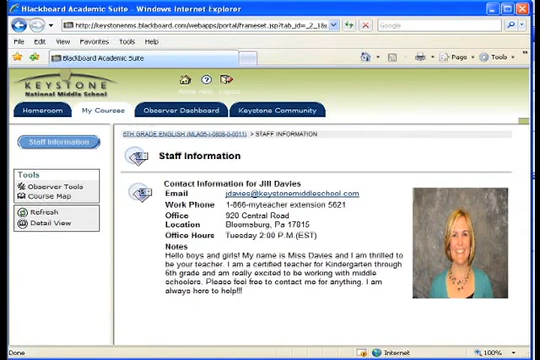 Blackboard Academic Suite - Windows Internet Explorer
http://keystonenms.blackboard.com/webapps/portal/frameset.jsp?tab_id=_2_1&
Google
File Edit View Favorites Tools Help
Blackboard Academic Suite
Page Tools
KEYSTONE
National Middle School
Home Help Logout
Homeroom My Courses Observer Dashboard Keystone Community
6TH GRADE ENGLISH (MLA05-I-0808-0-0011) > STAFF INFORMATION
Staff Information
Staff Information
Tools
Observer Tools
Course Map
Refresh
Detail View
Contact Information for Jill Davies
Email jdavies@keystonemiddleschool.com
Work Phone 1-866-myteacher extension 5621
Office 920 Central Road
Location Bloomsburg, Pa 17815
Office Hours Tuesday 2:00 P.M.(EST)
Notes
Hello boys and girls! My name is Miss Davies and I am thrilled to
be your teacher. I am a certified teacher for Kindergarten through
6th grade and am really excited to be working with middle
schoolers. Please feel free to contact me for anything. I am
always here to help!!!
Done Internet 100%